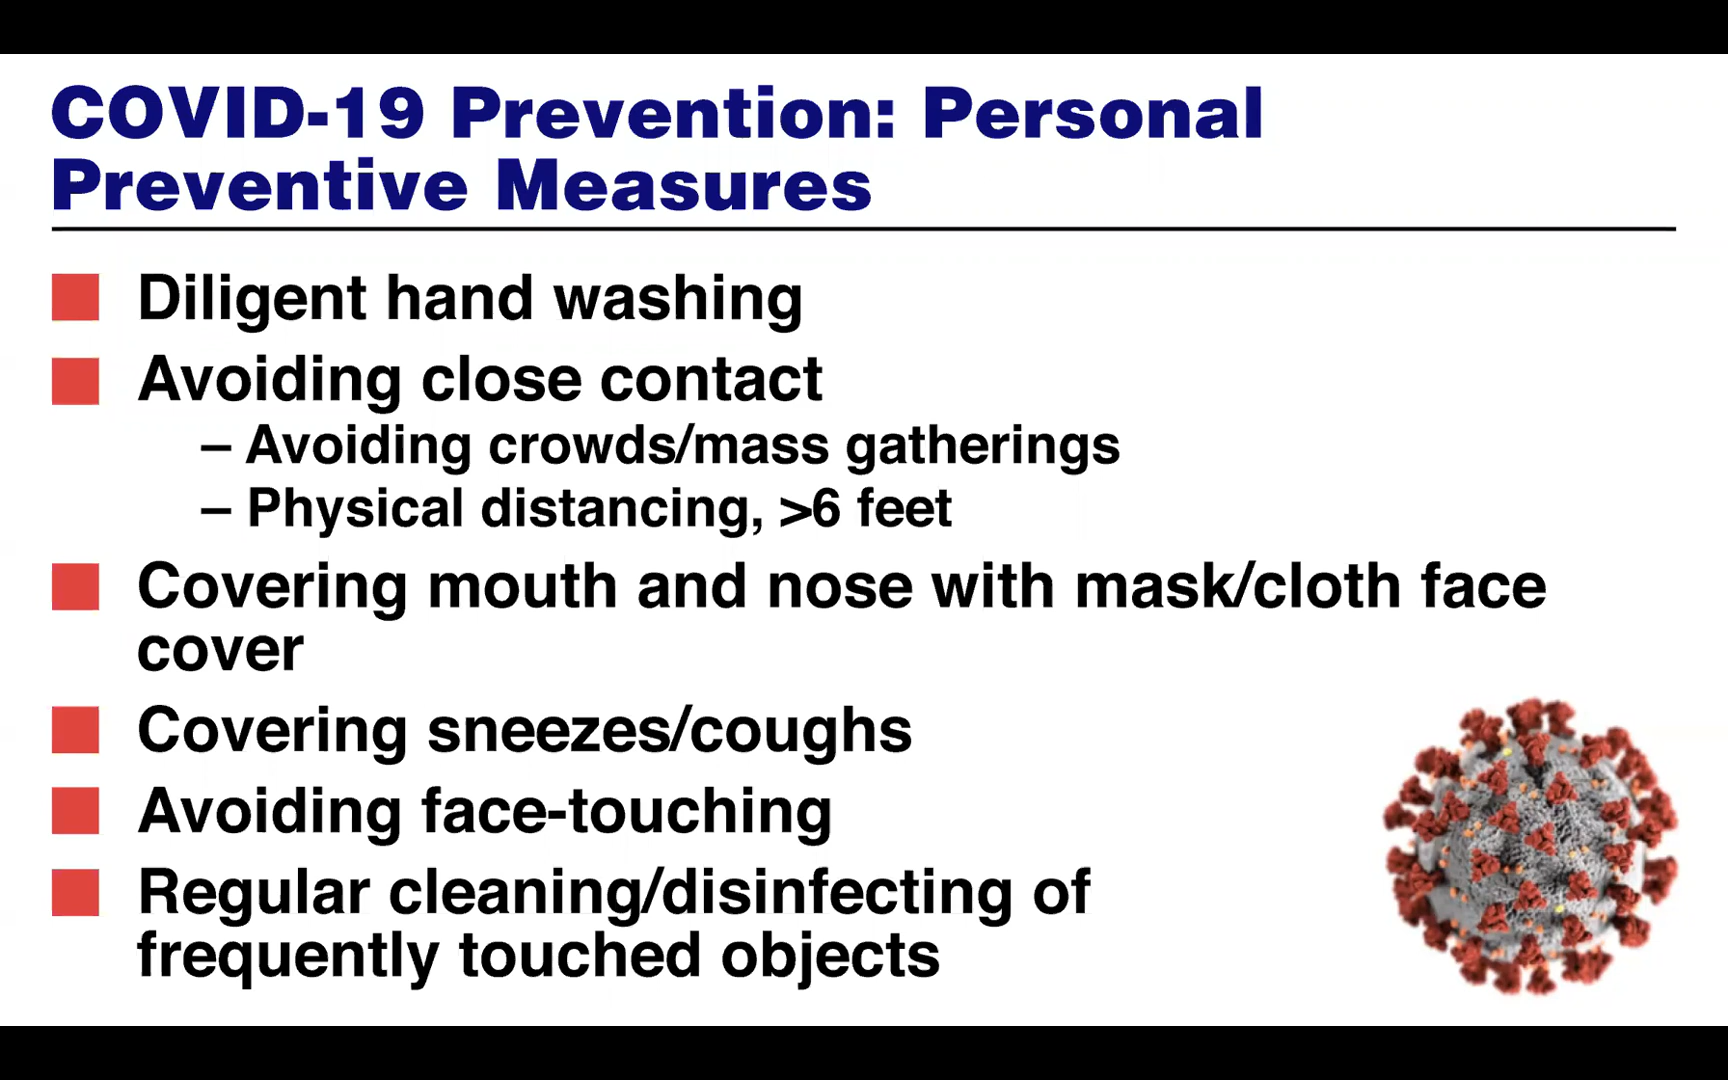 COVID-19 Prevention: Personal
Preventive Measures
Diligent hand washing
Avoiding close contact
– Avoiding crowds/mass gatherings
– Physical distancing, >6 feet
Covering mouth and nose with mask/cloth face
cover
Covering sneezes/coughs
Avoiding face-touching
Regular cleaning/disinfecting of
frequently touched objects